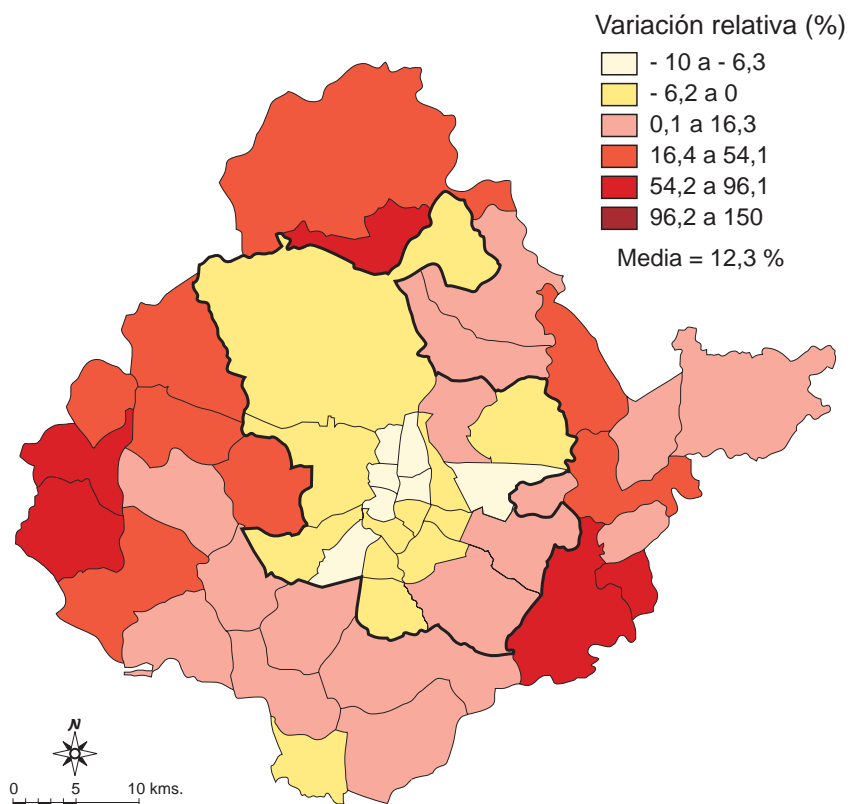 Variación relativa (%)
- 10 a - 6,3
- 6,2 a 0
0,1 a 16,3
16,4 a 54,1
54,2 a 96,1
96,2 a 150
Media = 12,3 %
N
0 5 10 kms.